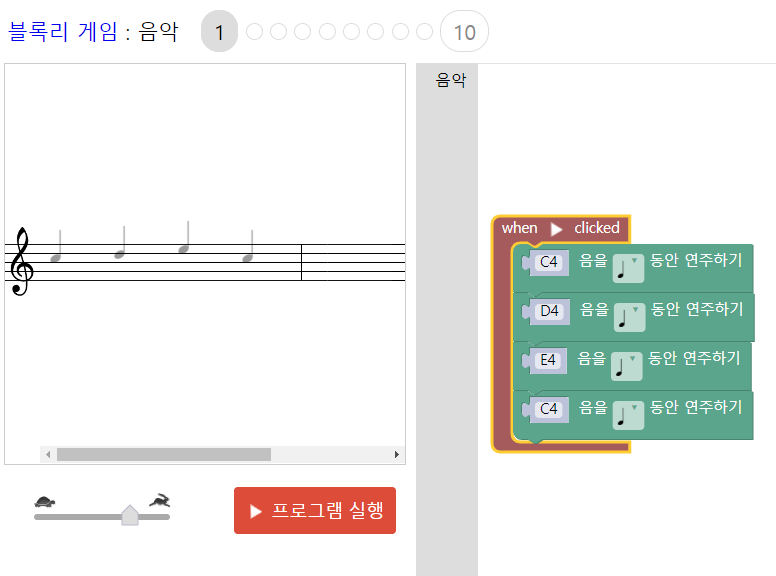 블록리 게임 : 음악 1 10
음악
when clicked
C4 음을 동안 연주하기
D4 음을 동안 연주하기
E4 음을 동안 연주하기
C4 음을 동안 연주하기
프로그램 실행